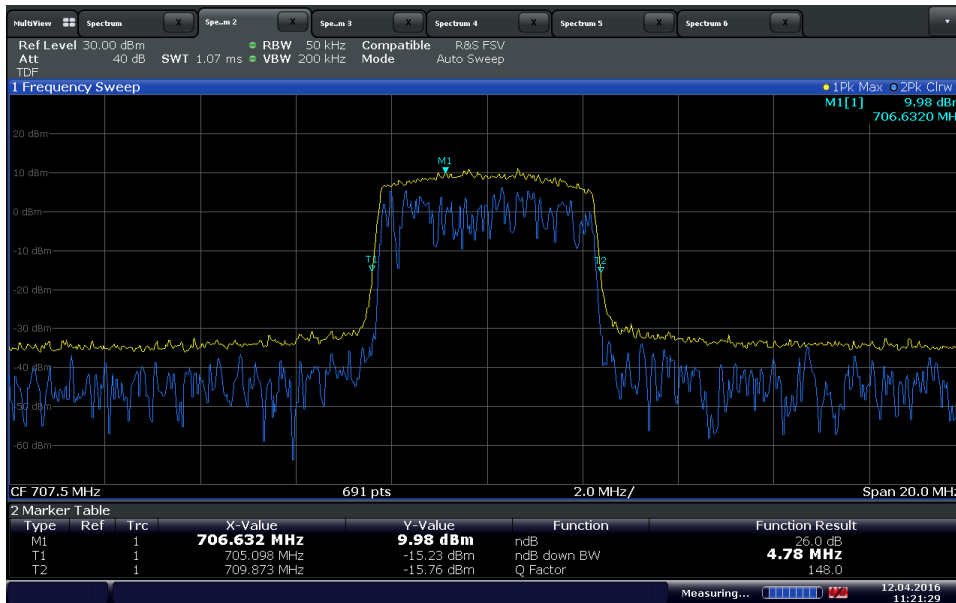 MultiView Spectrum X Spe...m 2 X Spe...m 3 X Spectrum 4 X Spectrum 5 X Spectrum 6 X
Ref Level 30.00 dBm RBW 50 kHz Compatible R&S FSV
Att 40 dB SWT 1.07 ms VBW 200 kHz Mode Auto Sweep
TDF
1 Frequency Sweep 1Pk Max 2Pk Clrw
M1[1] 9.98 dBm
706.6320 MH
20 dBm
M1
10 dBm
0 dBm
-10 dBm
T1
T2
-20 dBm
-30 dBm
-40 dBm
-50 dBm
-60 dBm
CF 707.5 MHz 691 pts 2.0 MHz/ Span 20.0 MHz
2 Marker Table
Type Ref Trc X-Value Y-Value Function Function Result
M1 1 706.632 MHz 9.98 dBm ndB 26.0 dB
T1 1 705.098 MHz -15.23 dBm ndB down BW 4.78 MHz
T2 1 709.873 MHz -15.76 dBm Q Factor 148.0
Measuring... 12.04.2016
11:21:29